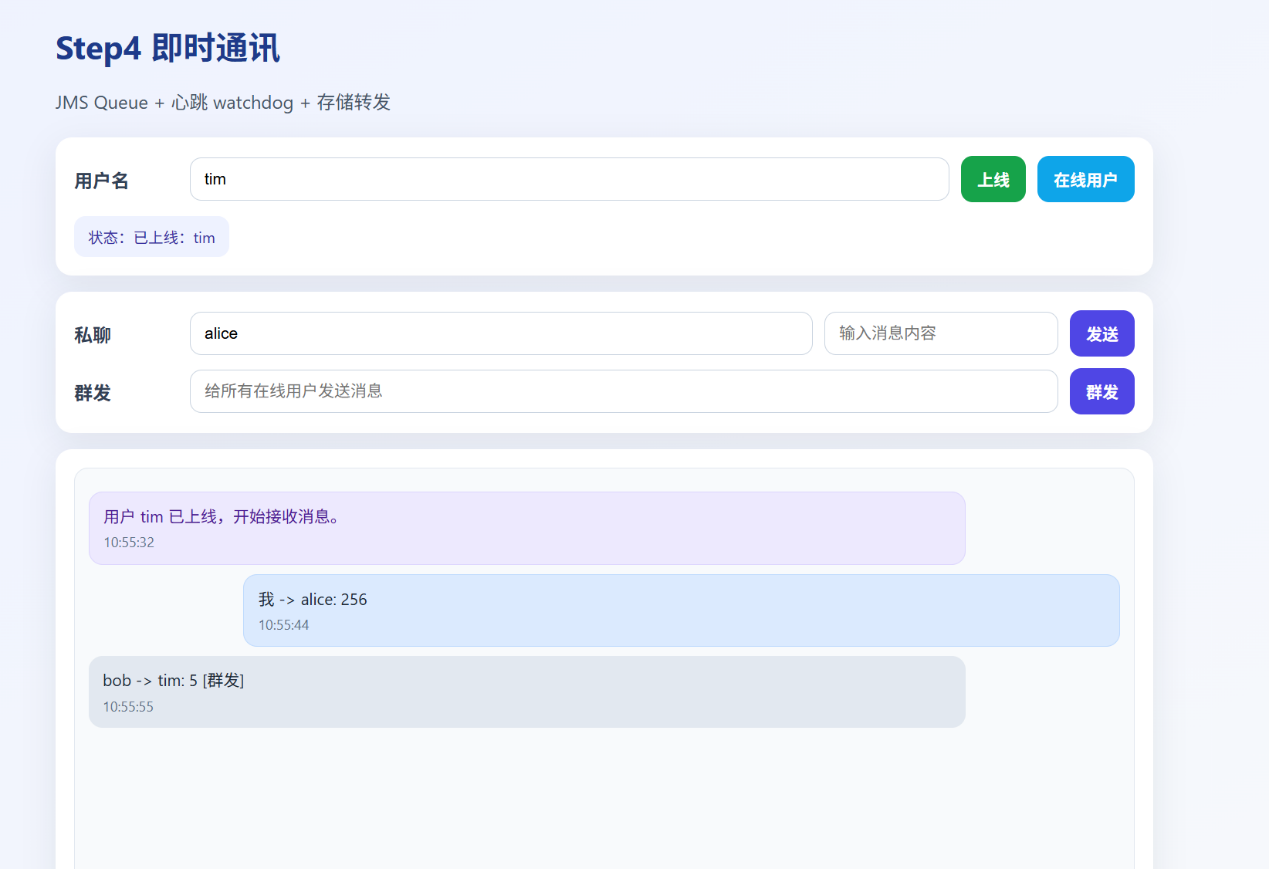 Step4 即时通讯
JMS Queue + 心跳 watchdog + 存储转发
用户名 tim 上线 在线用户
状态：已上线：tim
私聊 alice 输入消息内容 发送
群发 给所有在线用户发送消息 群发
用户 tim 已上线，开始接收消息。
10:55:32
我 -> alice: 256
10:55:44
bob -> tim: 5 [群发]
10:55:55